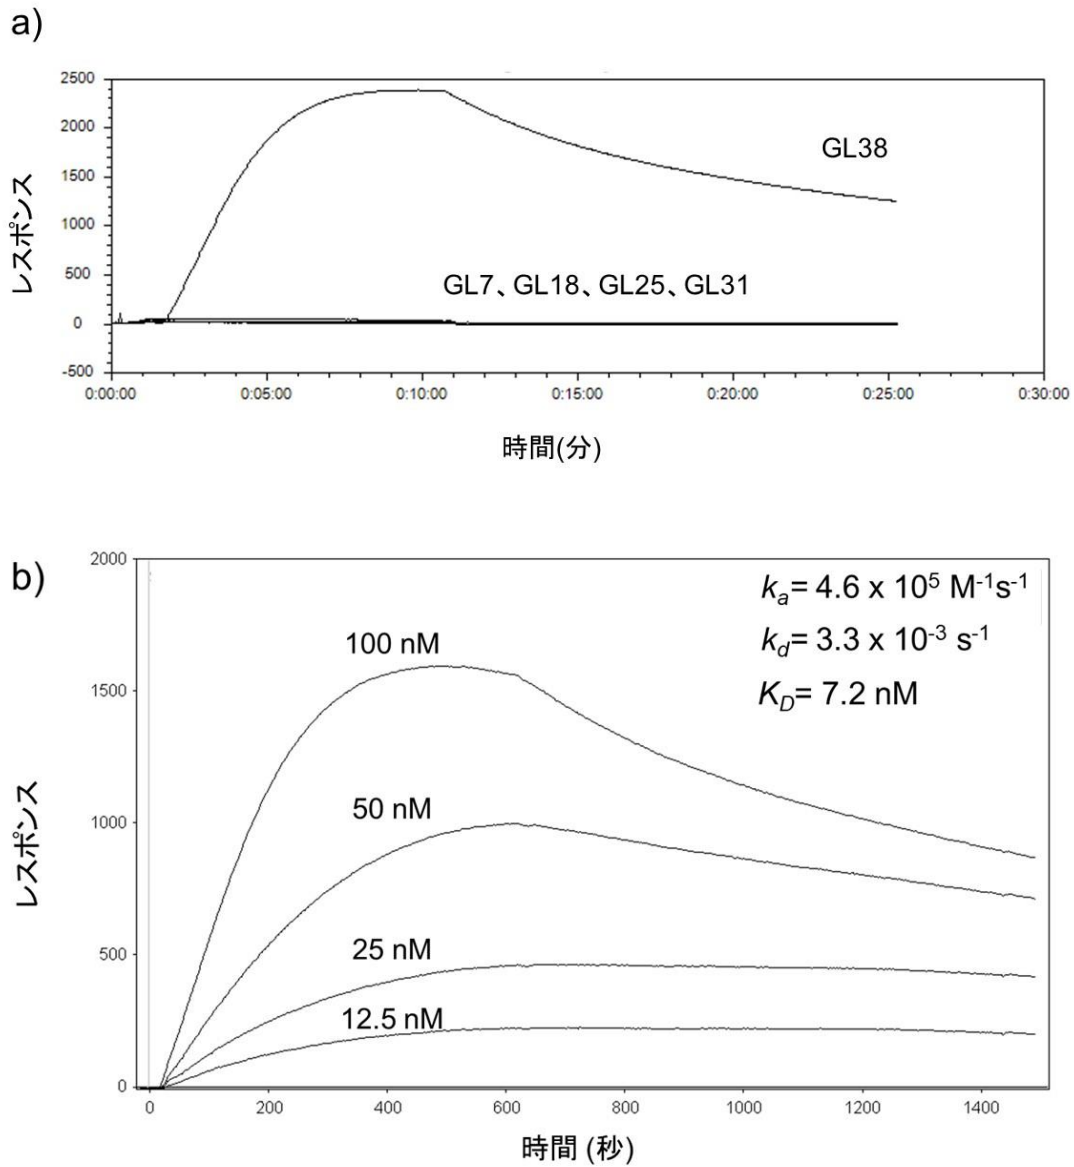 a)
2500
2000
1500
1000
500
0
-500
レスポンス
GL38
GL7、GL18、GL25、GL31
0:00:00 0:05:00 0:10:00 0:15:00 0:20:00 0:25:00 0:30:00
時間(分)
b)
2000
1500
1000
500
0
レスポンス
kₐ= 4.6 x 10⁵ M⁻¹s⁻¹
k_d= 3.3 x 10⁻³ s⁻¹
K_D= 7.2 nM
100 nM
50 nM
25 nM
12.5 nM
0 200 400 600 800 1000 1200 1400
時間 (秒)